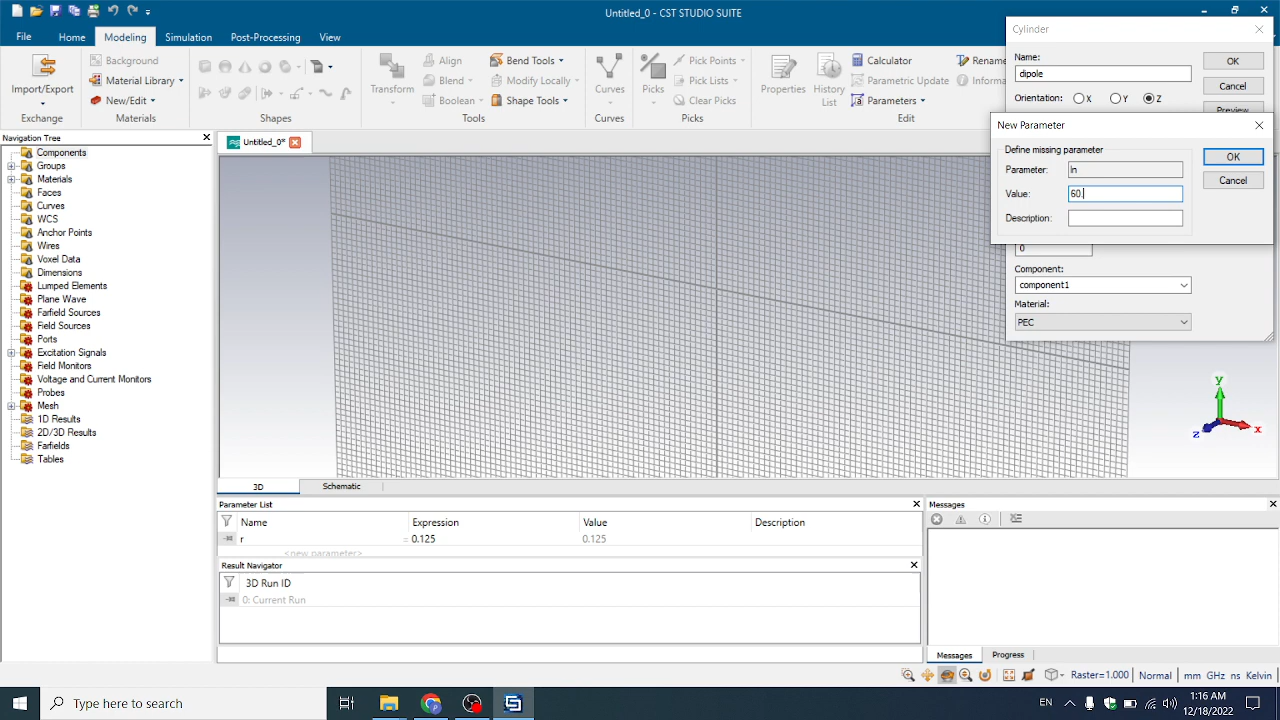 Untitled_0 - CST STUDIO SUITE
File
Home
Modeling
Simulation
Post-Processing
View
Import/Export
Exchange
Background
Material Library
New/Edit
Materials
Shapes
Transform
Align
Blend
Boolean
Bend Tools
Modify Locally
Shape Tools
Tools
Curves
Curves
Picks
Pick Points
Pick Lists
Clear Picks
Picks
Properties
History
List
Calculator
Parametric Update
Parameters
Edit
Rename
Informa
Cylinder
Name:
OK
dipole
Cancel
Orientation: X Y Z
Preview
New Parameter
Define missing parameter
Parameter: ln
Value: 60.
Description:
OK
Cancel
0
Component:
component1
Material:
PEC
Navigation Tree
Components
Groups
Materials
Faces
Curves
WCS
Anchor Points
Wires
Voxel Data
Dimensions
Lumped Elements
Plane Wave
Farfield Sources
Field Sources
Ports
Excitation Signals
Field Monitors
Voltage and Current Monitors
Probes
Mesh
1D Results
2D/3D Results
Farfields
Tables
Untitled_0*
y
x
z
3D
Schematic
Parameter List
Name Expression Value Description
r = 0.125 0.125
<new parameter>
Result Navigator
3D Run ID
0: Current Run
Messages
Messages
Progress
Raster=1.000 Normal mm GHz ns Kelvin
Type here to search
EN
1:16 AM
12/18/2022